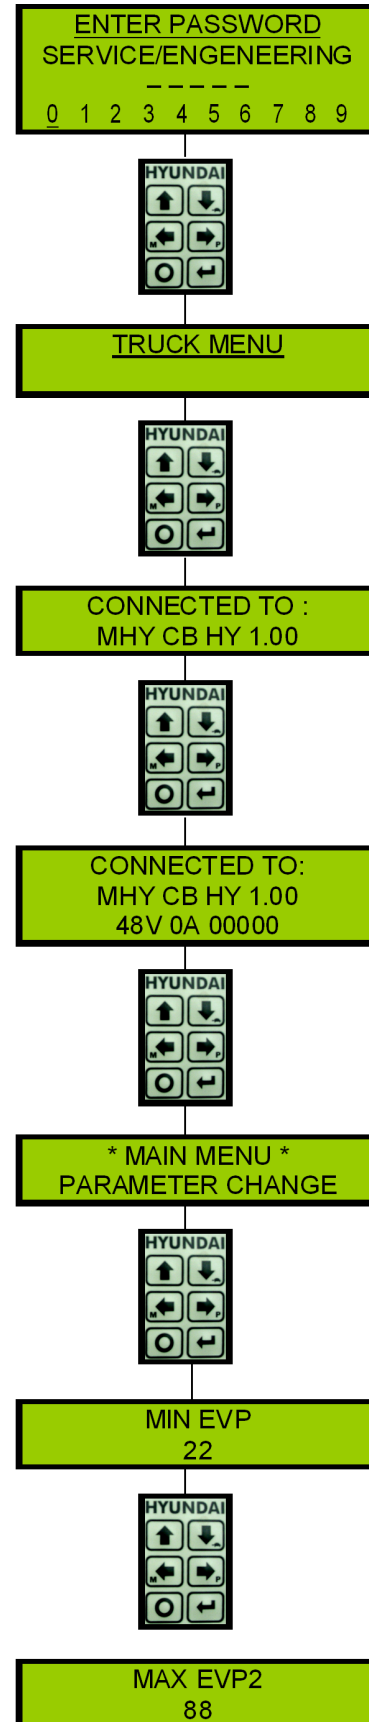 ENTER PASSWORD
SERVICE/ENGENEERING
_ _ _ _ _
0 1 2 3 4 5 6 7 8 9
HYUNDAI
M P
TRUCK MENU
HYUNDAI
M P
CONNECTED TO :
MHY CB HY 1.00
HYUNDAI
M P
CONNECTED TO:
MHY CB HY 1.00
48V 0A 00000
HYUNDAI
M P
* MAIN MENU *
PARAMETER CHANGE
HYUNDAI
M P
MIN EVP
22
HYUNDAI
M P
MAX EVP2
88